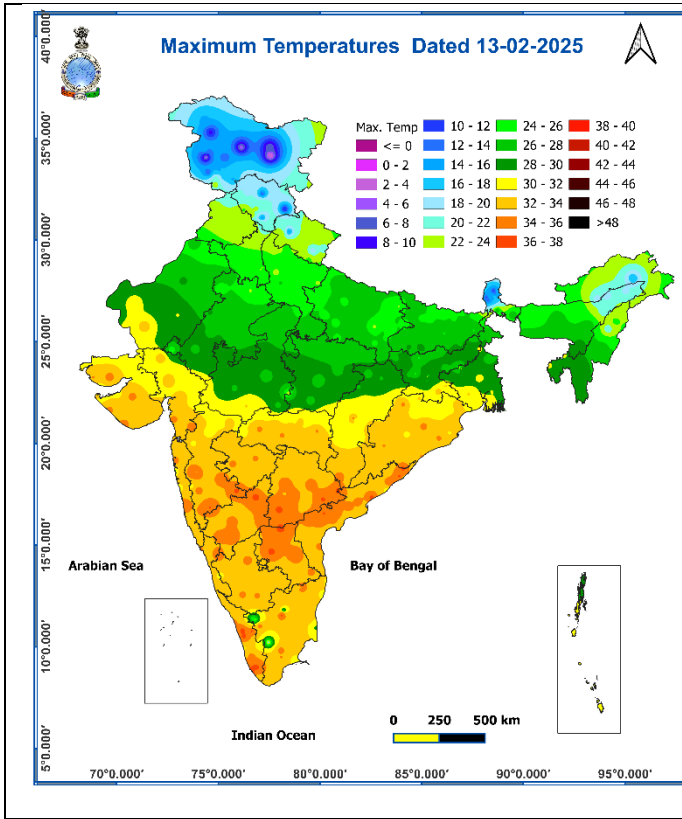 Maximum Temperatures Dated 13-02-2025
Max. Temp
<= 0
0 - 2
2 - 4
4 - 6
6 - 8
8 - 10
10 - 12
12 - 14
14 - 16
16 - 18
18 - 20
20 - 22
22 - 24
24 - 26
26 - 28
28 - 30
30 - 32
32 - 34
34 - 36
36 - 38
38 - 40
40 - 42
42 - 44
44 - 46
46 - 48
>48
40°0.000'
35°0.000'
30°0.000'
25°0.000'
20°0.000'
15°0.000'
10°0.000'
5°0.000'
Arabian Sea
Bay of Bengal
Indian Ocean
0 250 500 km
70°0.000' 75°0.000' 80°0.000' 85°0.000' 90°0.000' 95°0.000'